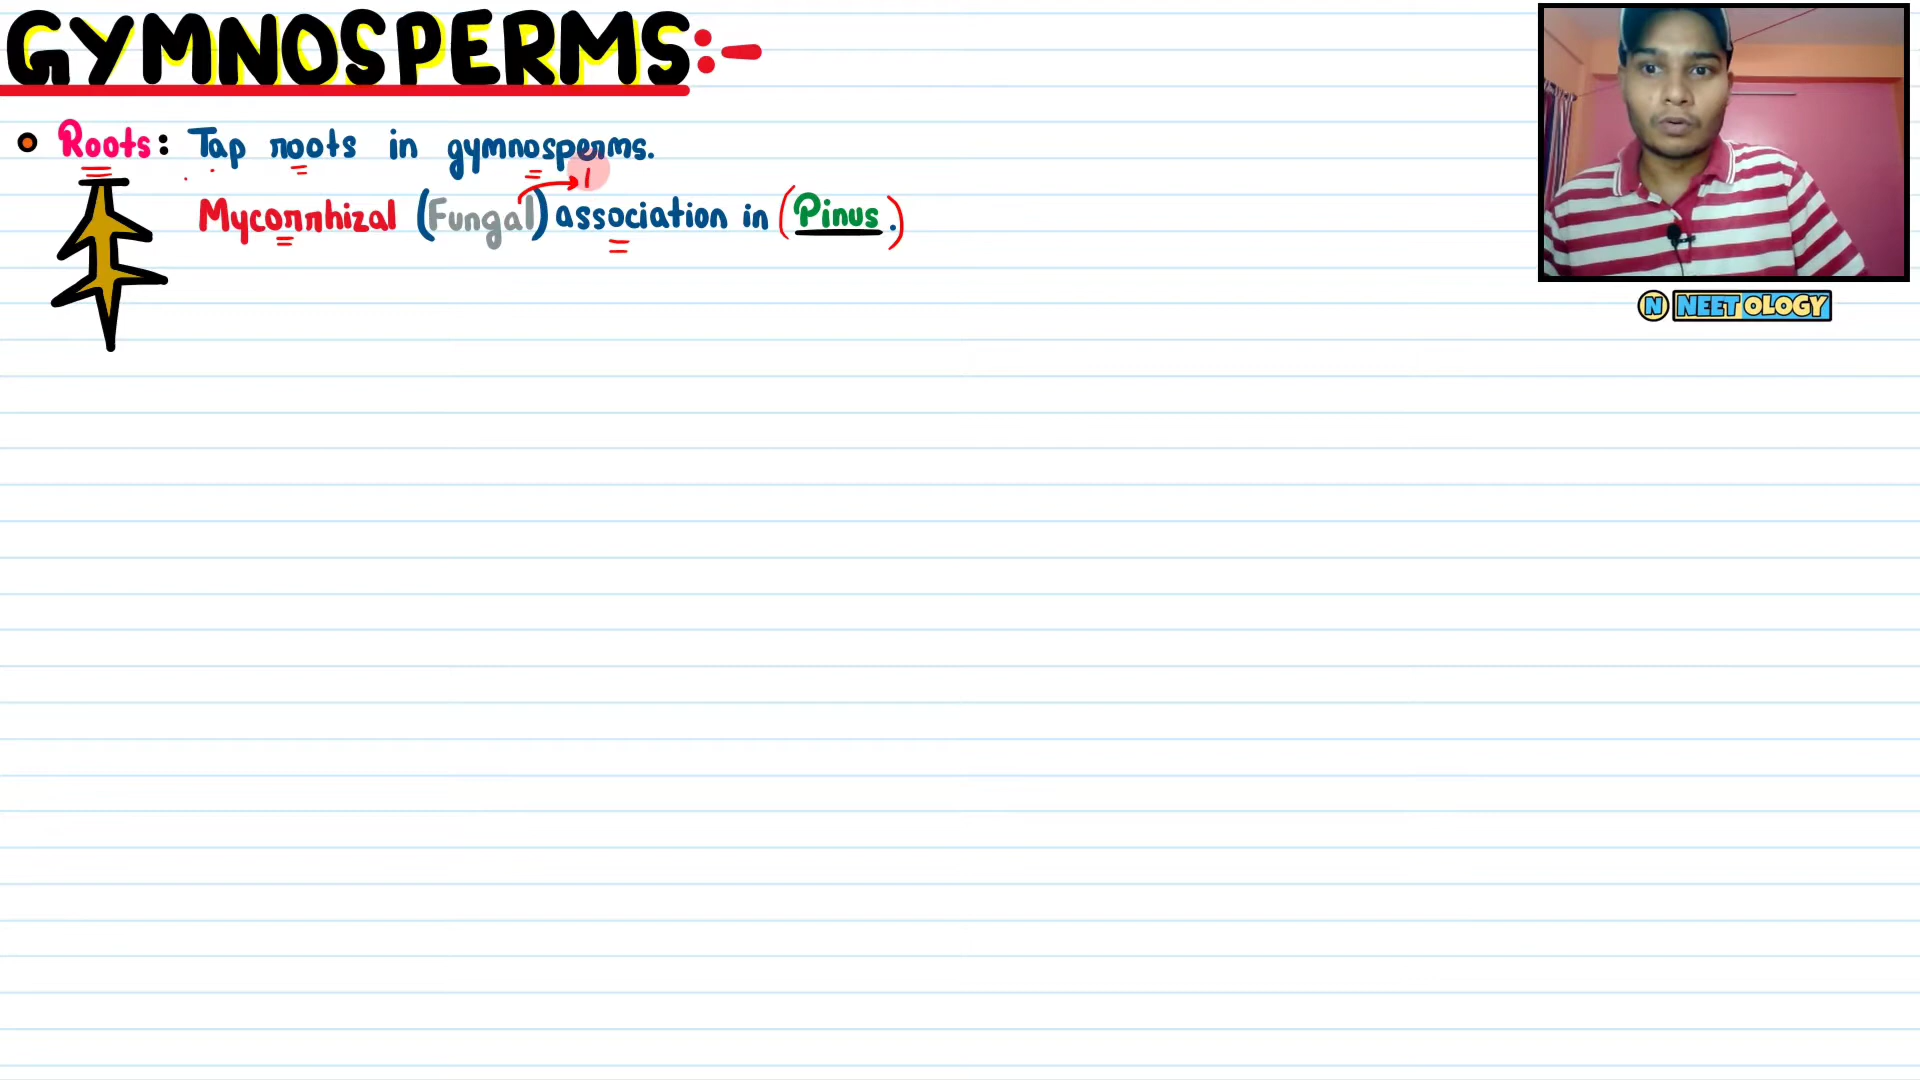 GYMNOSPERMS:-
Roots: Tap roots in gymnosperms.
Mycorrhizal (Fungal) association in (Pinus.)
N NEETOLOGY